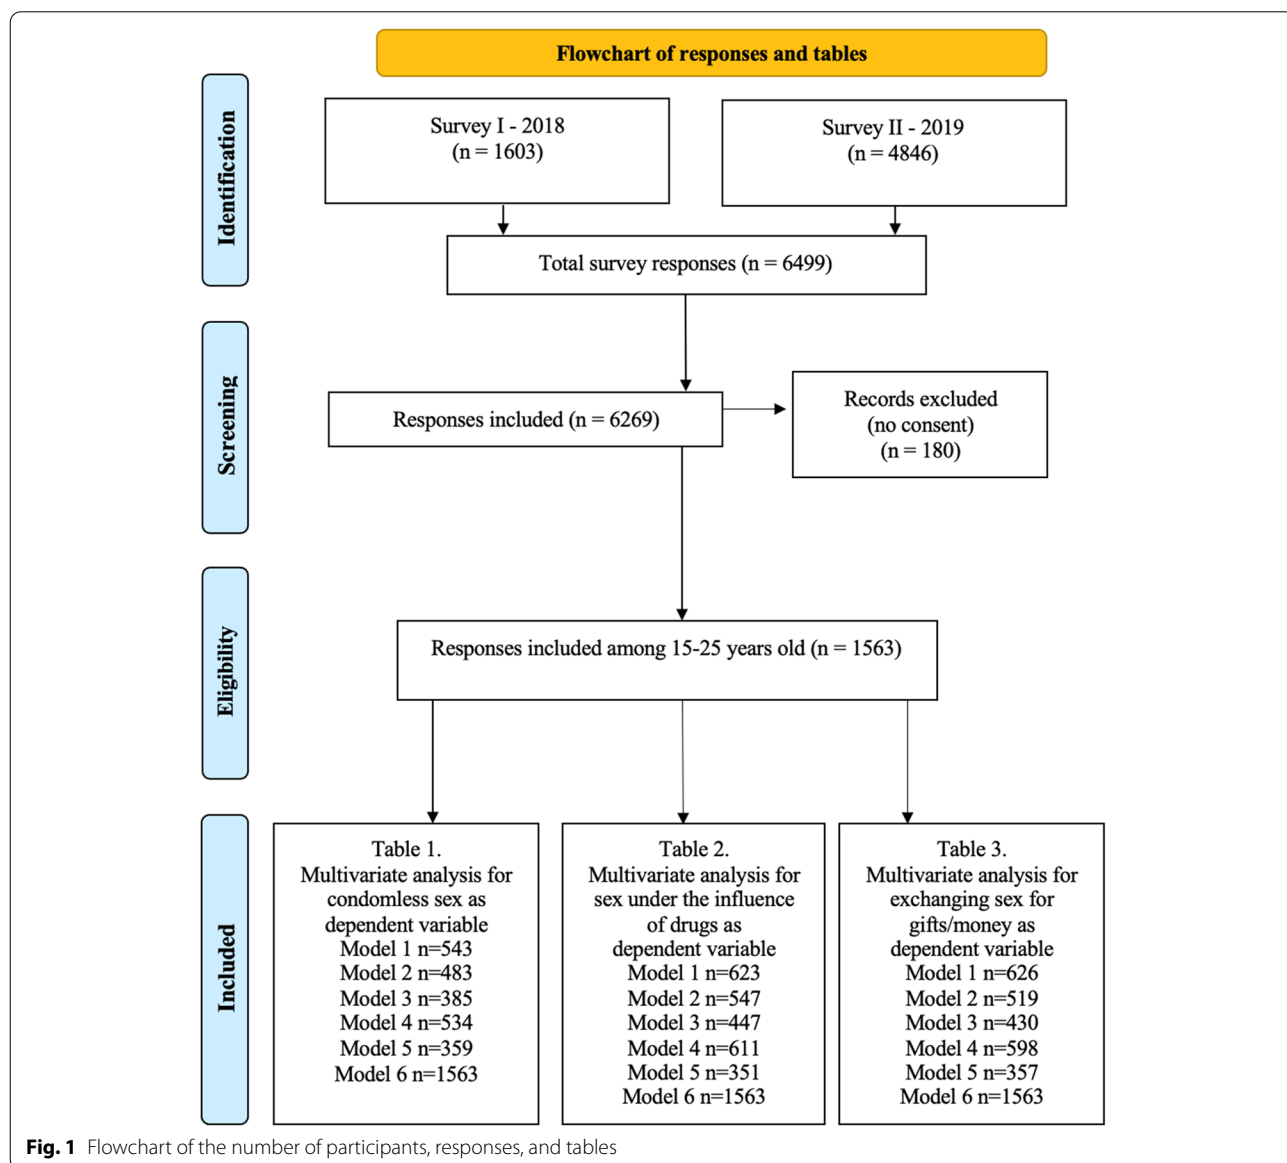 Flowchart of responses and tables
Identification
Survey I - 2018
(n = 1603)
Survey II - 2019
(n = 4846)
Total survey responses (n = 6499)
Screening
Responses included (n = 6269)
Records excluded
(no consent)
(n = 180)
Eligibility
Responses included among 15-25 years old (n = 1563)
Included
Table 1.
Multivariate analysis for
condomless sex as
dependent variable
Model 1 n=543
Model 2 n=483
Model 3 n=385
Model 4 n=534
Model 5 n=359
Model 6 n=1563
Table 2.
Multivariate analysis for
sex under the influence
of drugs as
dependent variable
Model 1 n=623
Model 2 n=547
Model 3 n=447
Model 4 n=611
Model 5 n=351
Model 6 n=1563
Table 3.
Multivariate analysis for
exchanging sex for
gifts/money as
dependent variable
Model 1 n=626
Model 2 n=519
Model 3 n=430
Model 4 n=598
Model 5 n=357
Model 6 n=1563
Fig. 1 Flowchart of the number of participants, responses, and tables